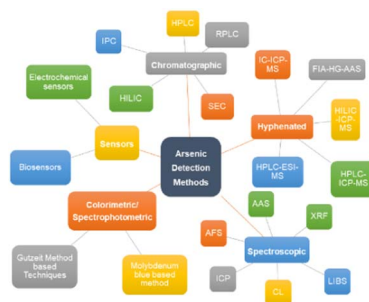 HPLC
RPLC
IPC
Chromatographic
IC-ICP-
MS
FIA-HG-AAS
Electrochemical
sensors
HILIC
SEC
Hyphenated
HILIC
-ICP-
MS
Sensors
Arsenic
Detection
Methods
Biosensors
HPLC-ESI-
MS
HPLC-
ICP-MS
Colorimetric/
Spectrophotometric
AAS
XRF
AFS
Spectroscopic
Gutzeit Method
based
Techniques
Molybdenum
blue based
method
ICP
CL
LIBS